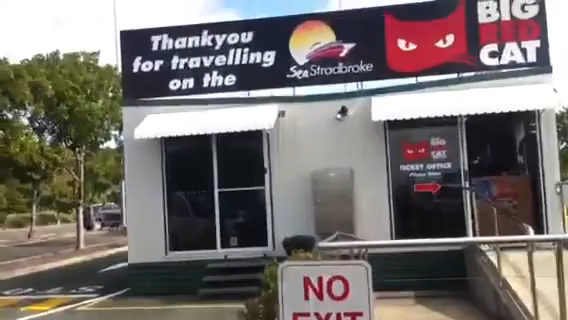 Thankyou
for travelling
on the
SeaStradbroke
BIG
RED
CAT
BIG
CAT
TICKET OFFICE
NO
EXIT